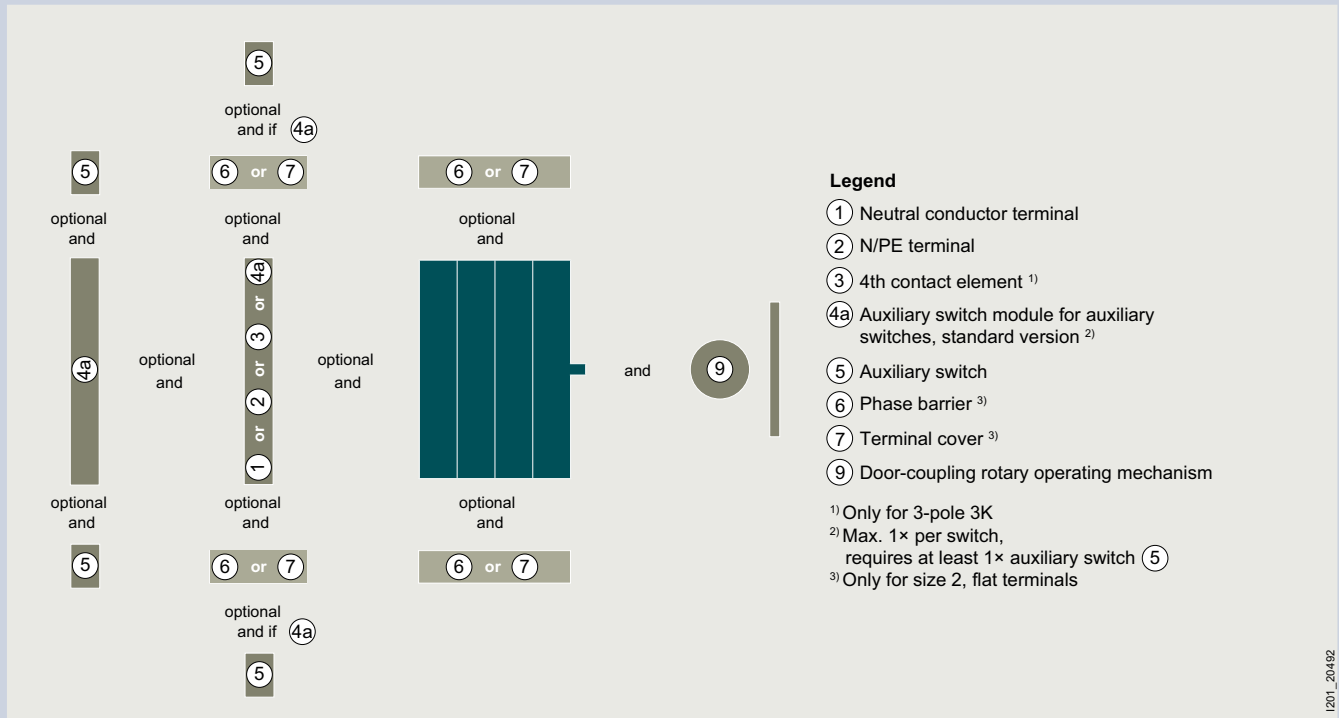 5
optional
and if 4a
5
6 or 7
6 or 7
optional
and
optional
and
optional
and
4a
optional
and
1 or 2 or 3 or 4a
optional
and
and
9
optional
and
optional
and
optional
and
5
6 or 7
6 or 7
optional
and if 4a
5
Legend
1 Neutral conductor terminal
2 N/PE terminal
3 4th contact element 1)
4a Auxiliary switch module for auxiliary
switches, standard version 2)
5 Auxiliary switch
6 Phase barrier 3)
7 Terminal cover 3)
9 Door-coupling rotary operating mechanism
1) Only for 3-pole 3K
2) Max. 1× per switch,
requires at least 1× auxiliary switch 5
3) Only for size 2, flat terminals
I201_20492